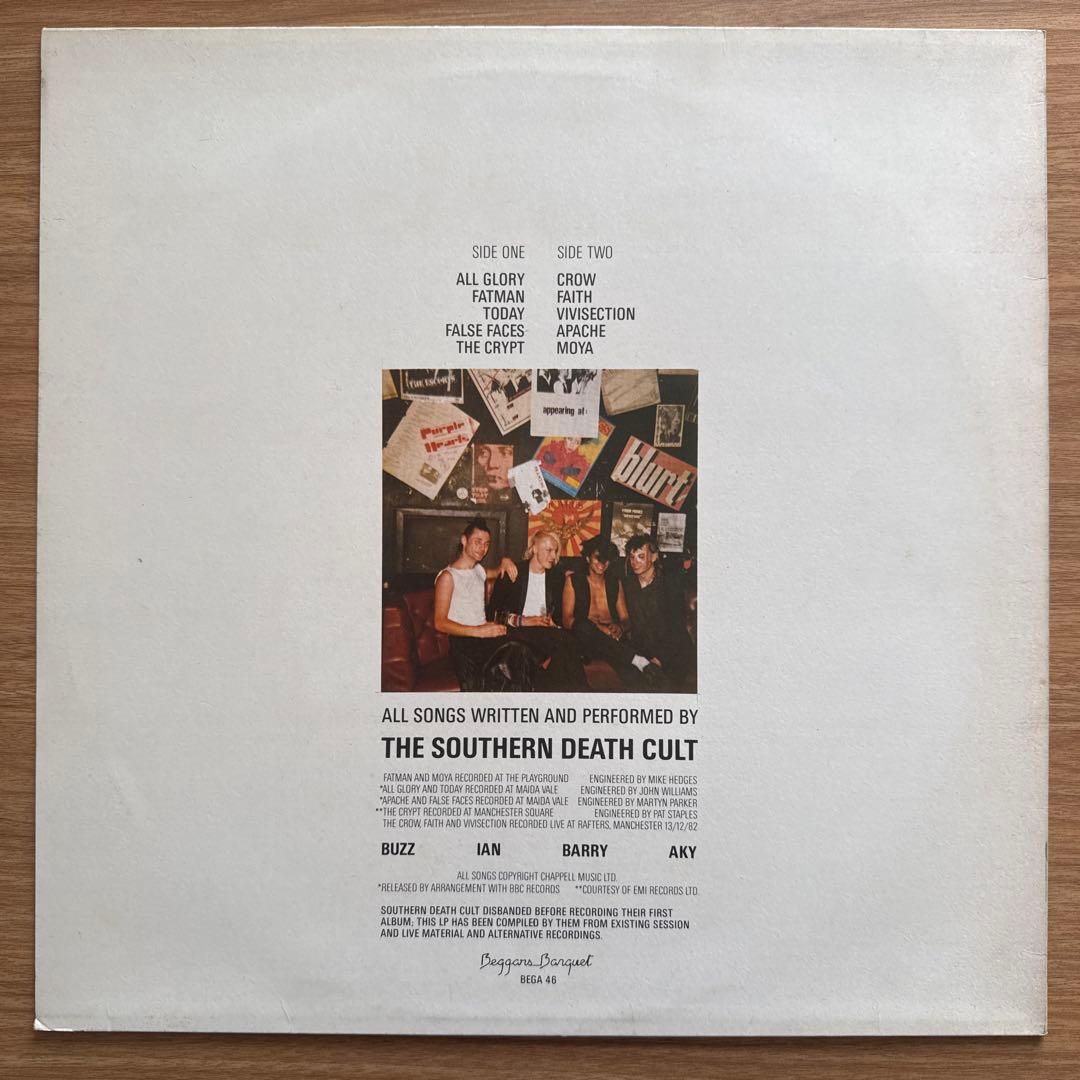 SIDE ONE SIDE TWO
ALL GLORY CROW
FATMAN FAITH
TODAY VIVISECTION
FALSE FACES APACHE
THE CRYPT MOYA
appearing at
Purple
Hearts
blurt
ALL SONGS WRITTEN AND PERFORMED BY
THE SOUTHERN DEATH CULT
FATMAN AND MOYA RECORDED AT THE PLAYGROUND ENGINEERED BY MIKE HEDGES
*ALL GLORY AND TODAY RECORDED AT MAIDA VALE ENGINEERED BY JOHN WILLIAMS
*APACHE AND FALSE FACES RECORDED AT MAIDA VALE ENGINEERED BY MARTYN PARKER
**THE CRYPT RECORDED AT MANCHESTER SQUARE ENGINEERED BY PAT STAPLES
THE CROW, FAITH AND VIVISECTION RECORDED LIVE AT RAFTERS, MANCHESTER 13/12/82
BUZZ IAN BARRY AKY
ALL SONGS COPYRIGHT CHAPPELL MUSIC LTD.
*RELEASED BY ARRANGEMENT WITH BBC RECORDS **COURTESY OF EMI RECORDS LTD.
SOUTHERN DEATH CULT DISBANDED BEFORE RECORDING THEIR FIRST
ALBUM; THIS LP HAS BEEN COMPILED BY THEM FROM EXISTING SESSION
AND LIVE MATERIAL AND ALTERNATIVE RECORDINGS.
Beggars Banquet
BEGA 46